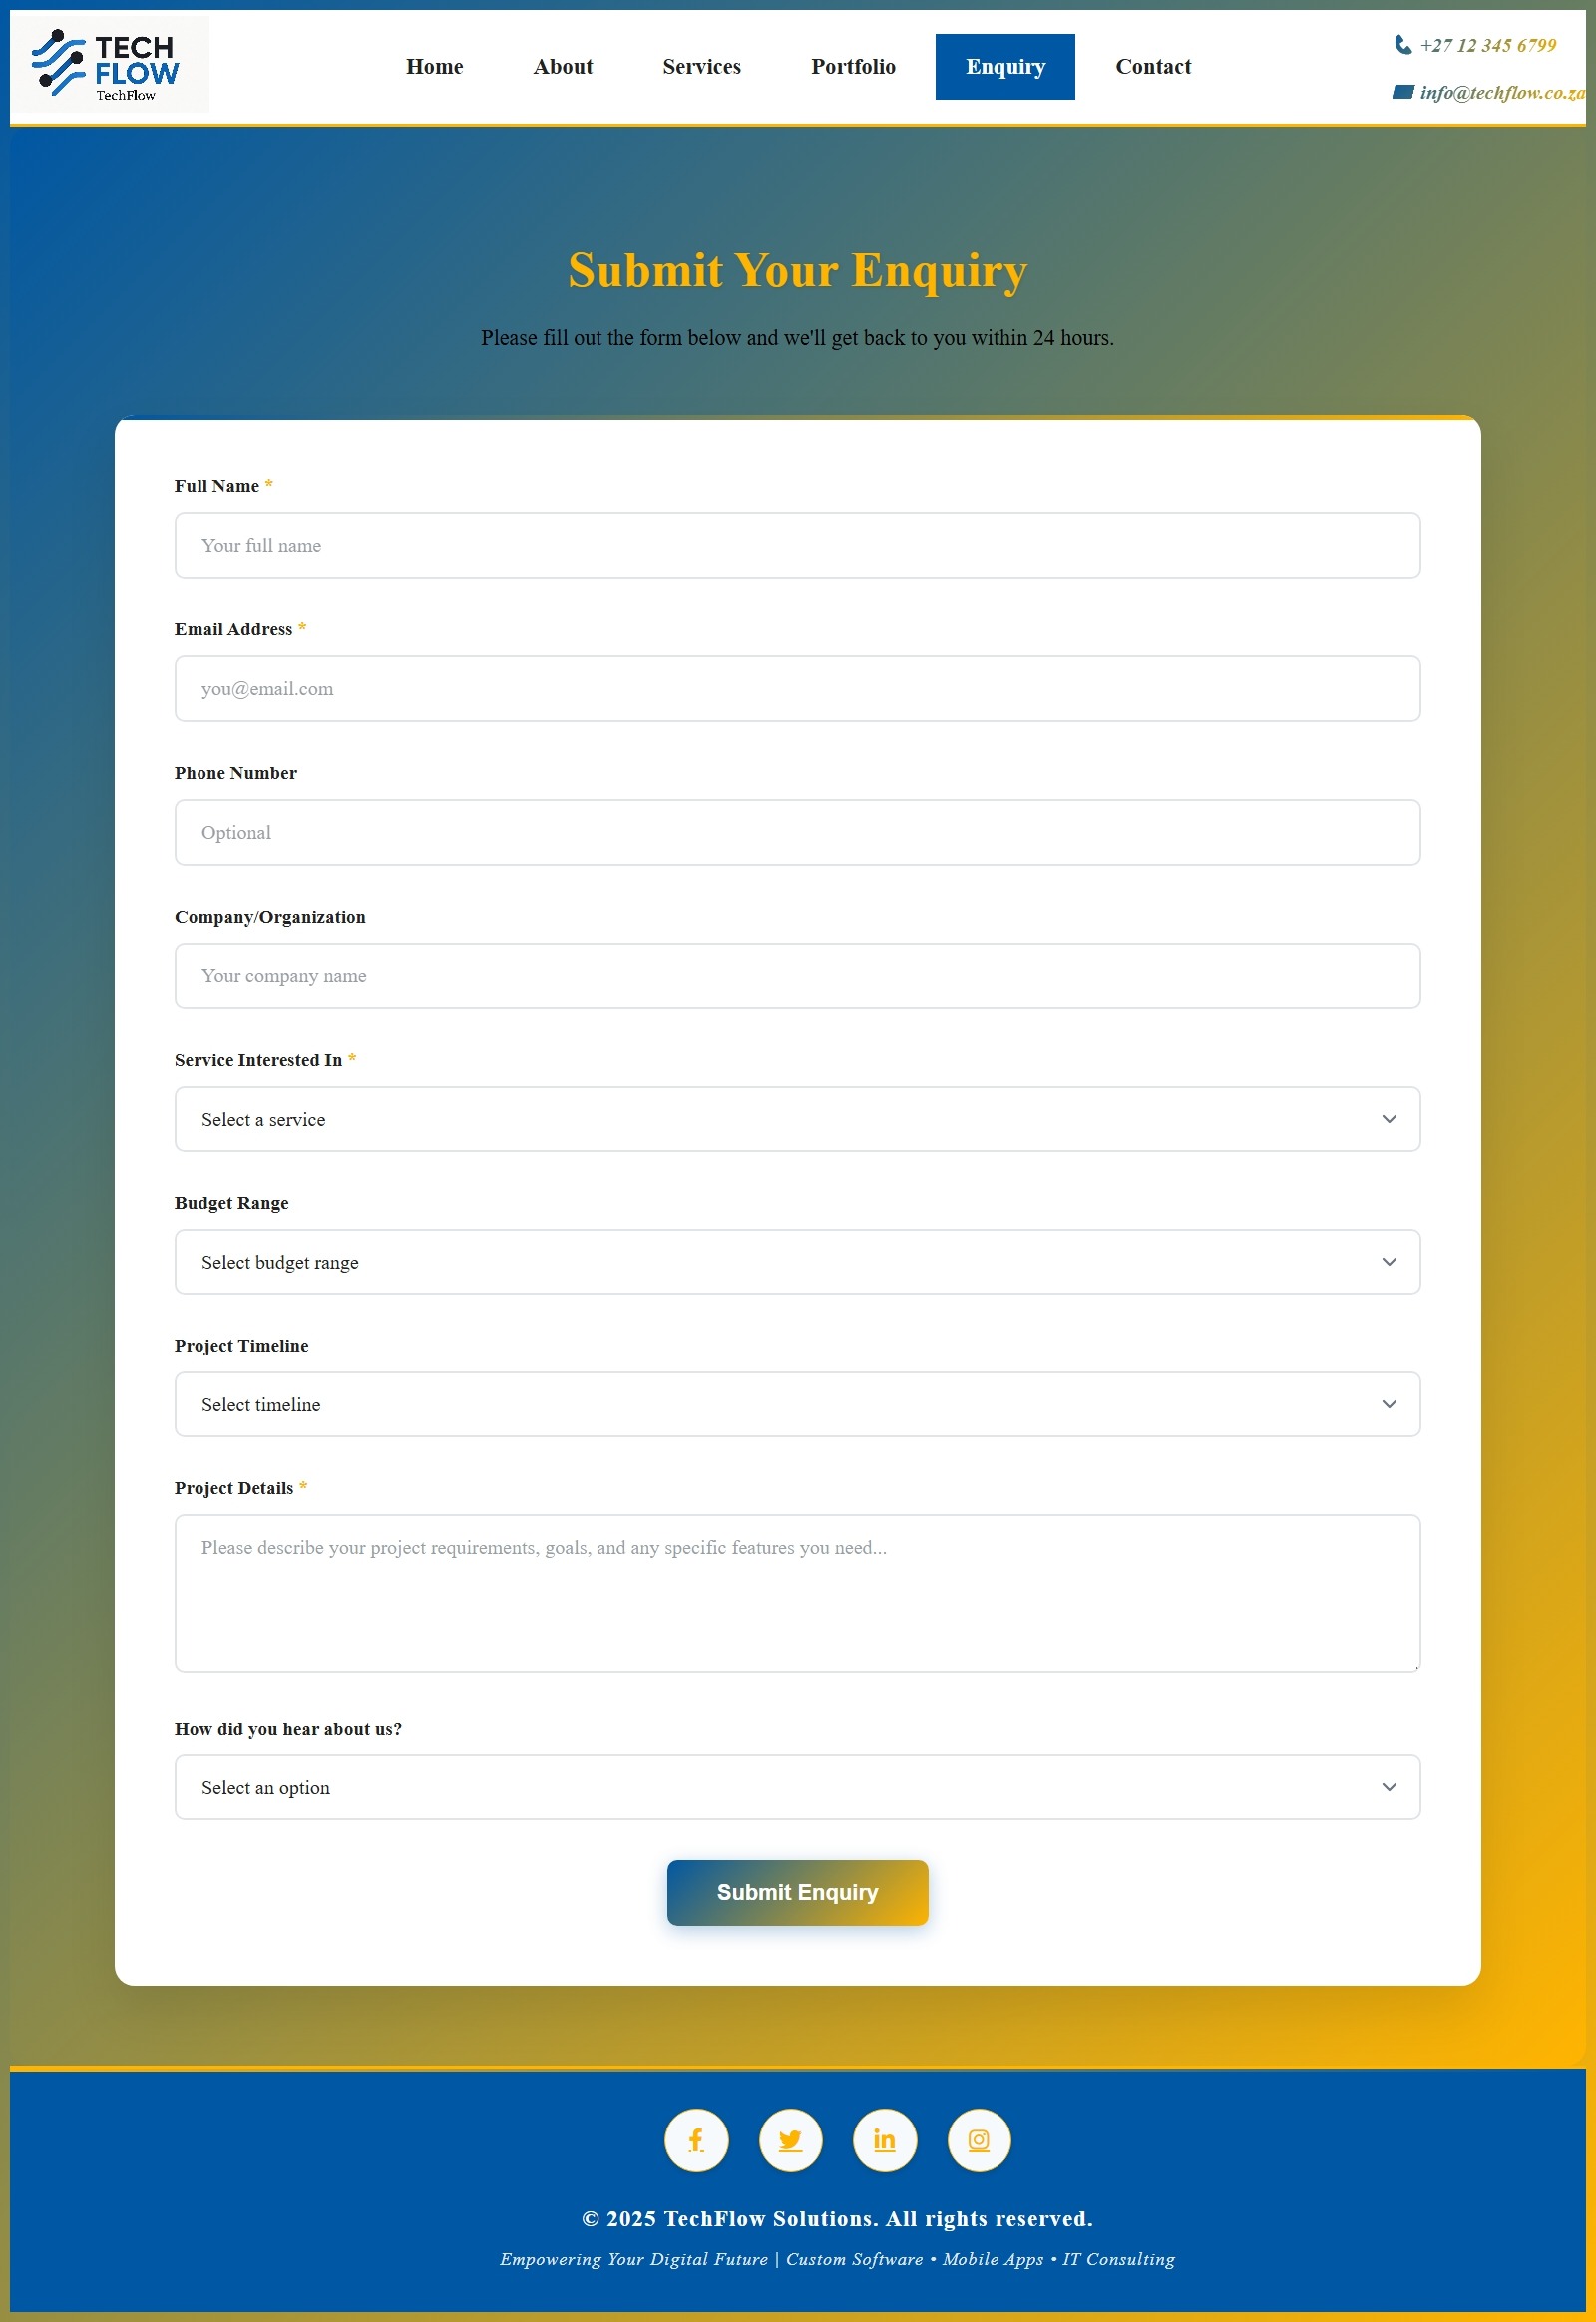 TECH
FLOW
TechFlow
Home About Services Portfolio Enquiry Contact
+27 12 345 6799
info@techflow.co.za
Submit Your Enquiry
Please fill out the form below and we'll get back to you within 24 hours.
Full Name *
Your full name
Email Address *
you@email.com
Phone Number
Optional
Company/Organization
Your company name
Service Interested In *
Select a service
Budget Range
Select budget range
Project Timeline
Select timeline
Project Details *
Please describe your project requirements, goals, and any specific features you need...
How did you hear about us?
Select an option
Submit Enquiry
© 2025 TechFlow Solutions. All rights reserved.
Empowering Your Digital Future | Custom Software • Mobile Apps • IT Consulting